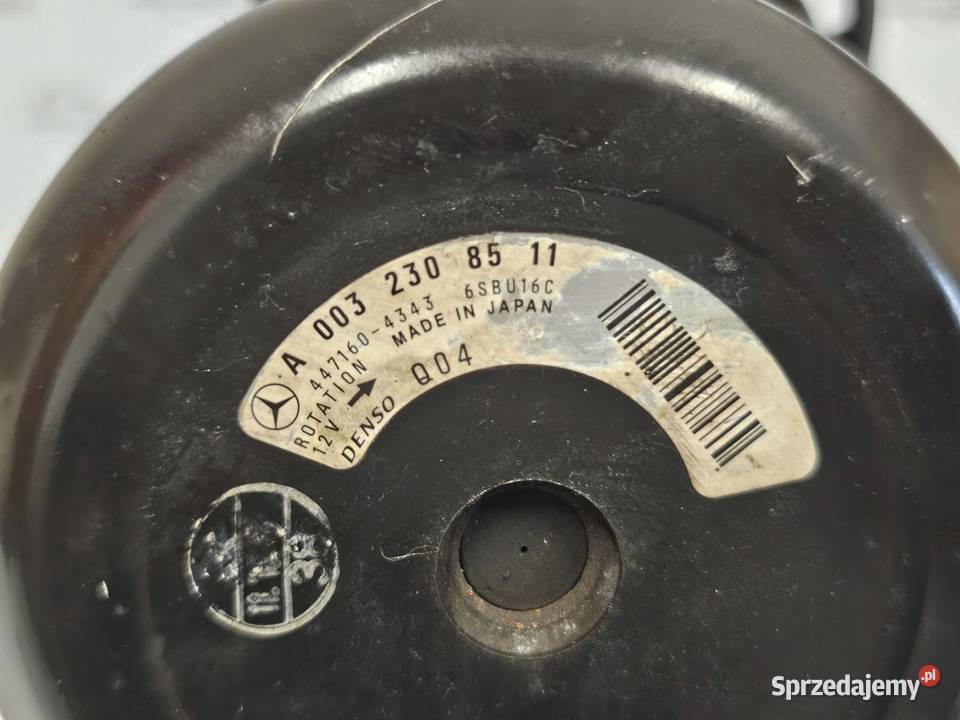 A 003 230 85 11
447160-4343 6SBU16C
ROTATION MADE IN JAPAN
12V
DENSO Q04
Sprzedajemy.pl